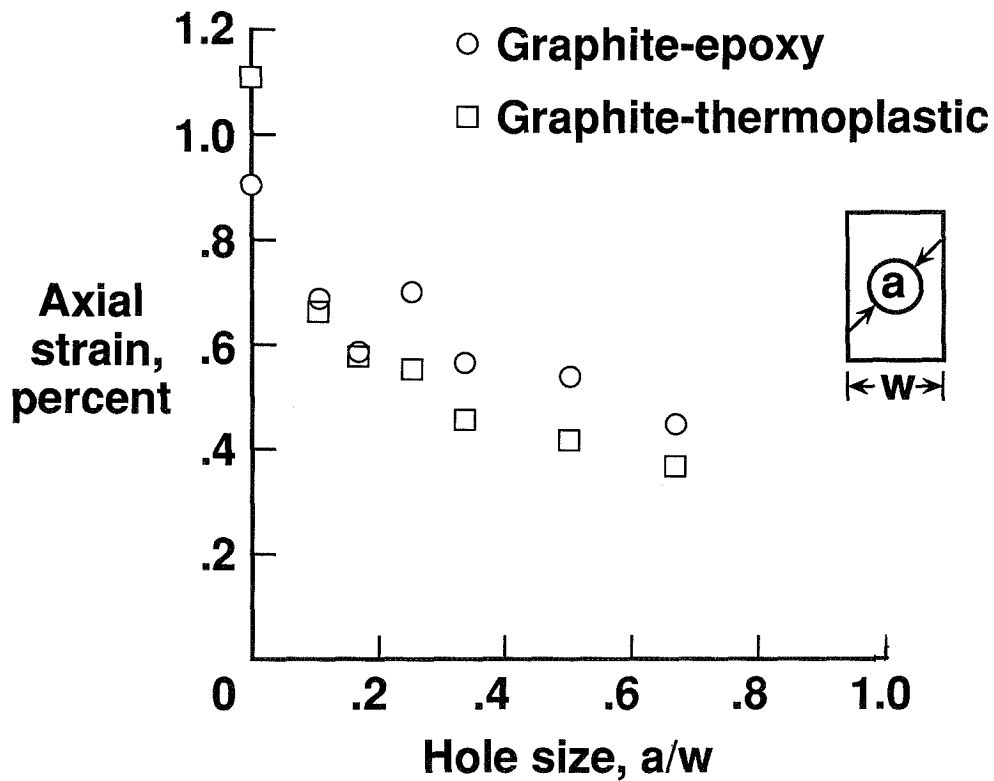 1.2
1.0
.8
.6
.4
.2
Axial
strain,
percent
Graphite-epoxy
Graphite-thermoplastic
a
w
0 .2 .4 .6 .8 1.0
Hole size, a/w